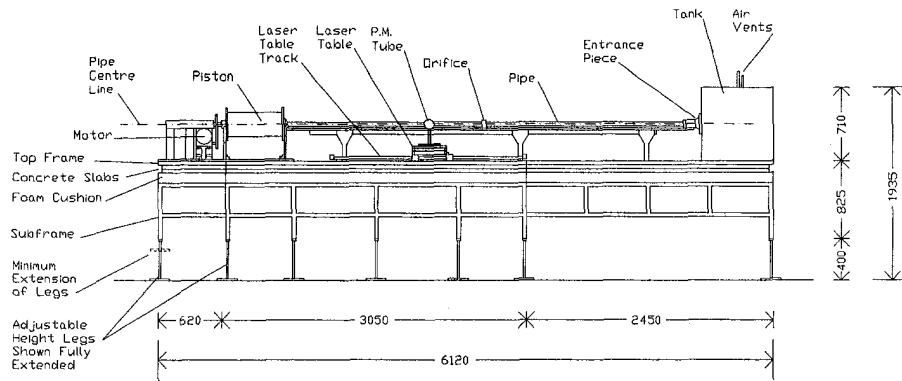 Tank
Air
Vents
Laser
Table
Track
Laser
Table
P.M.
Tube
Entrance
Piece
Orifice
Pipe
Pipe
Centre
Line
Piston
Motor
Top Frame
Concrete Slabs
Foam Cushion
Subframe
Minimum
Extension
of Legs
Adjustable
Height Legs
Shown Fully
Extended
710
825
400
1935
620
3050
2450
6120